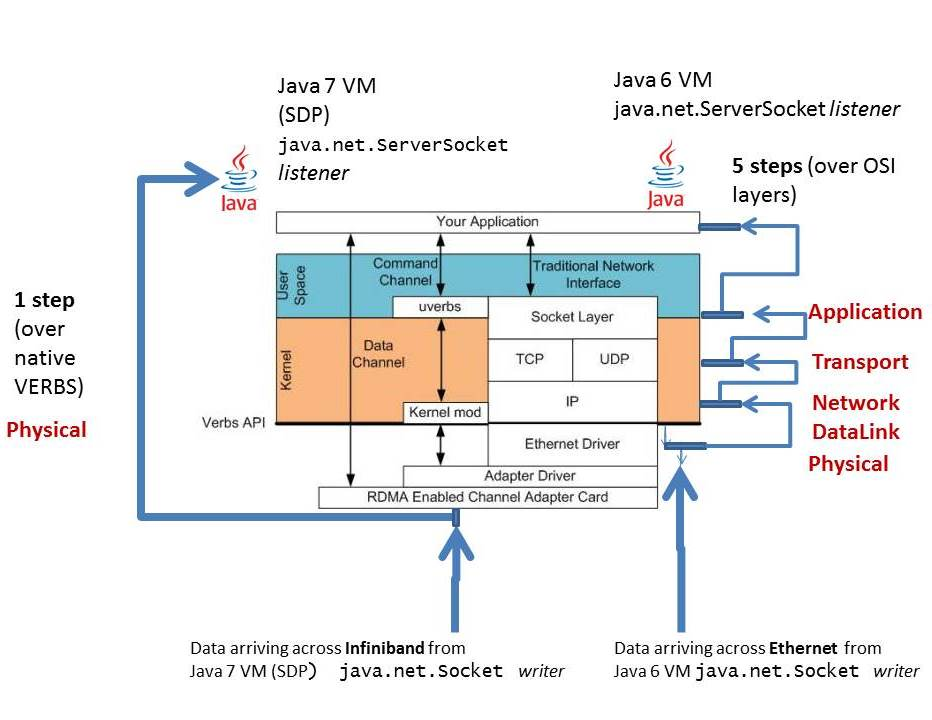 Java 7 VM
(SDP)
java.net.ServerSocket
listener
Java 6 VM
java.net.ServerSocket listener
Java
Java
5 steps (over OSI
layers)
Your Application
User
Space
Command
Channel
Traditional Network
Interface
uverbs
Socket Layer
Kernel
Data
Channel
TCP
UDP
IP
Kernel mod
Verbs API
Ethernet Driver
Adapter Driver
RDMA Enabled Channel Adapter Card
1 step
(over
native
VERBS)
Physical
Application
Transport
Network
DataLink
Physical
Data arriving across Infiniband from
Java 7 VM (SDP) java.net.Socket writer
Data arriving across Ethernet from
Java 6 VM java.net.Socket writer